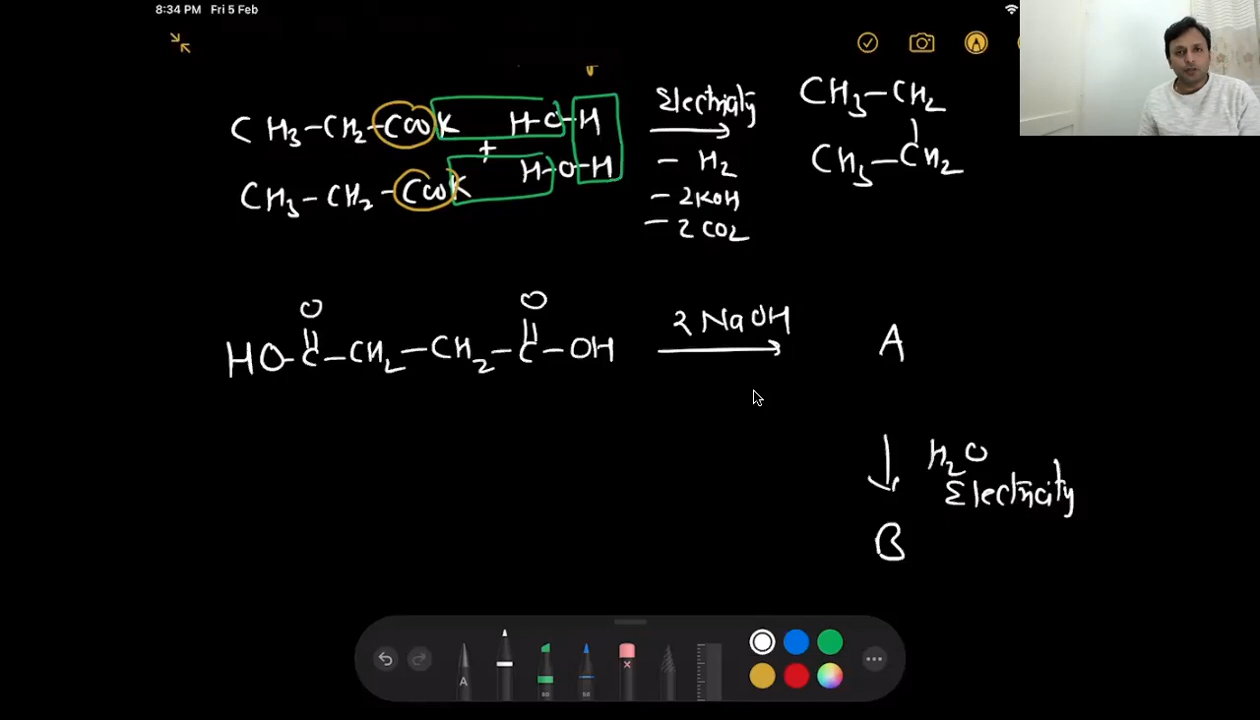 8:34 PM Fri 5 Feb
CH3-CH2-COOK H-O-H
+
CH3-CH2-COOK H-O-H
Electricity
- H2
- 2KOH
- 2CO2
CH3-CH2
CH3-CH2
O O
HO-C-CH2-CH2-C-OH
2 NaOH
A
H2O
Electricity
B
A